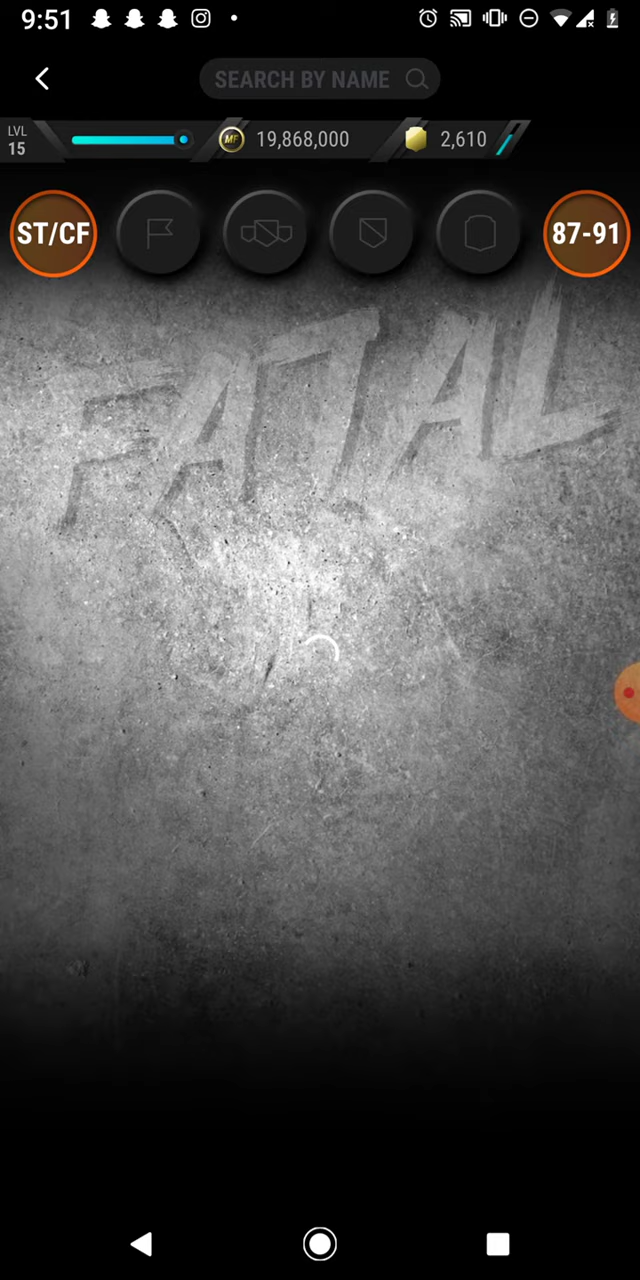 9:51
SEARCH BY NAME
LVL
15
MF 19,868,000
2,610
ST/CF
87-91
FATAL